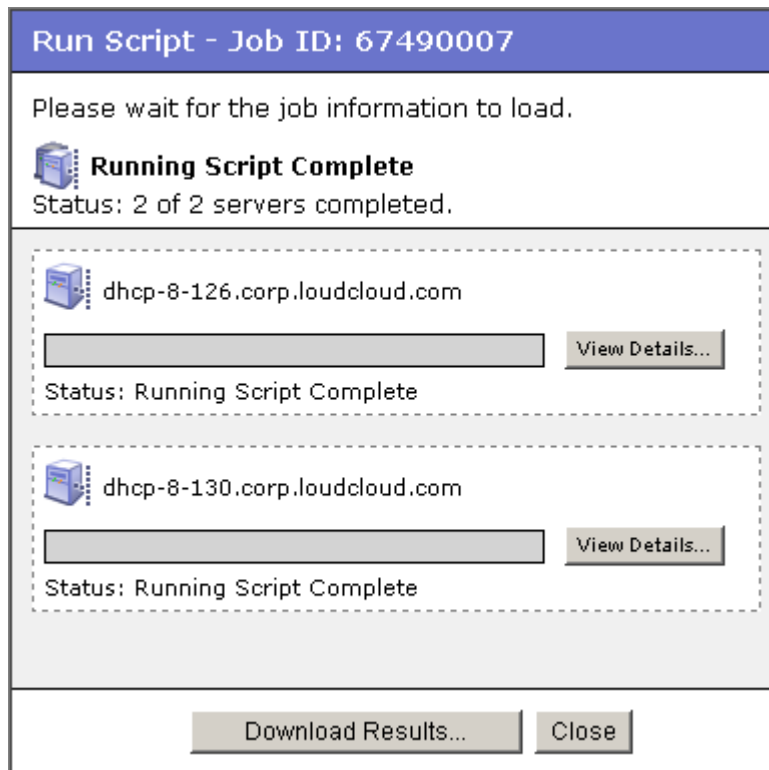 Run Script - Job ID: 67490007
Please wait for the job information to load.
Running Script Complete
Status: 2 of 2 servers completed.
dhcp-8-126.corp.loudcloud.com
View Details...
Status: Running Script Complete
dhcp-8-130.corp.loudcloud.com
View Details...
Status: Running Script Complete
Download Results... Close